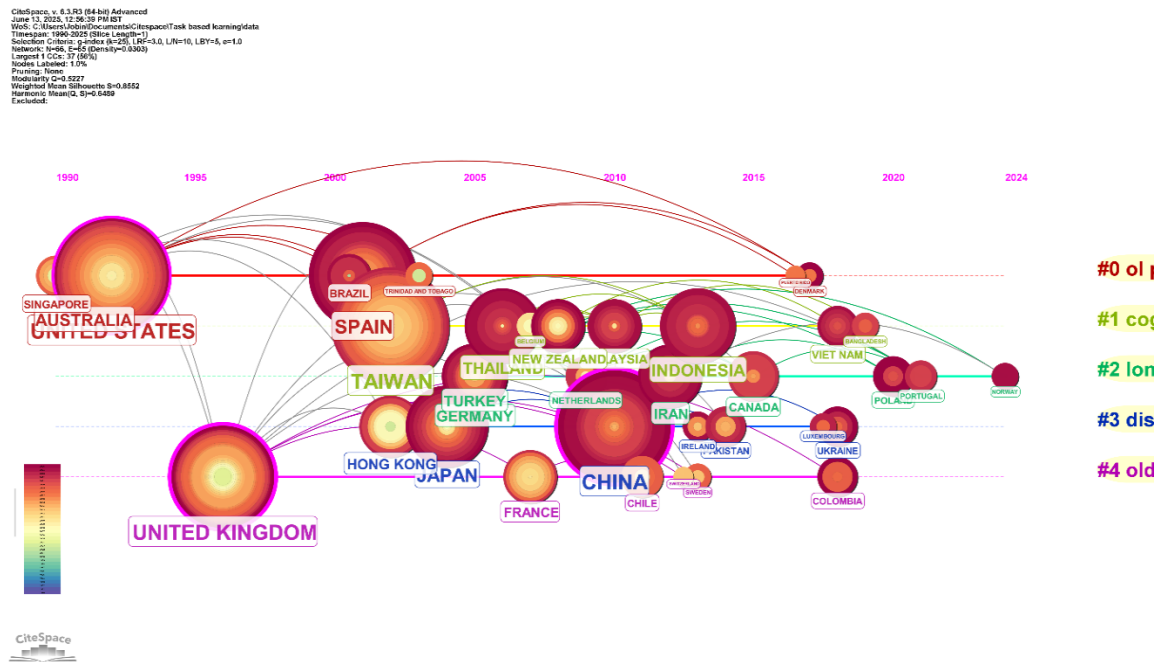 CiteSpace, v. 6.3.R3 (64-bit) Advanced
June 13, 2025, 12:56:39 PM IST
WoS: C:\Users\Jobin\Documents\Citespace\Task based learning\data
Timespan: 1990-2025 (Slice Length=1)
Selection Criteria: g-index (k=25), LRF=3.0, L/N=10, LBY=5, e=1.0
Network: N=66, E=65 (Density=0.0303)
Largest 1 CCs: 37 (56%)
Nodes Labeled: 1.0%
Pruning: None
Modularity Q=0.5227
Weighted Mean Silhouette S=0.8552
Harmonic Mean(Q, S)=0.6489
Excluded:
1990 1995 2000 2005 2010 2015 2020 2024
#0 ol p
BRAZIL
TRINIDAD AND TOBAGO
DENMARK
SINGAPORE
AUSTRALIA
UNITED STATES
SPAIN
#1 cog
BELGIUM
BANGLADESH
VIET NAM
NEW ZEALAND
AYSIA
THAILAND
INDONESIA
TAIWAN
#2 lon
NORWAY
PORTUGAL
POLA
TURKEY
NETHERLANDS
CANADA
GERMANY
IRAN
#3 dis
LUXEMBOURG
IRELAND
PAKISTAN
UKRAINE
HONG KONG
JAPAN
CHINA
#4 old
SWITZERLAND
SWEDEN
CHILE
COLOMBIA
FRANCE
UNITED KINGDOM
CiteSpace